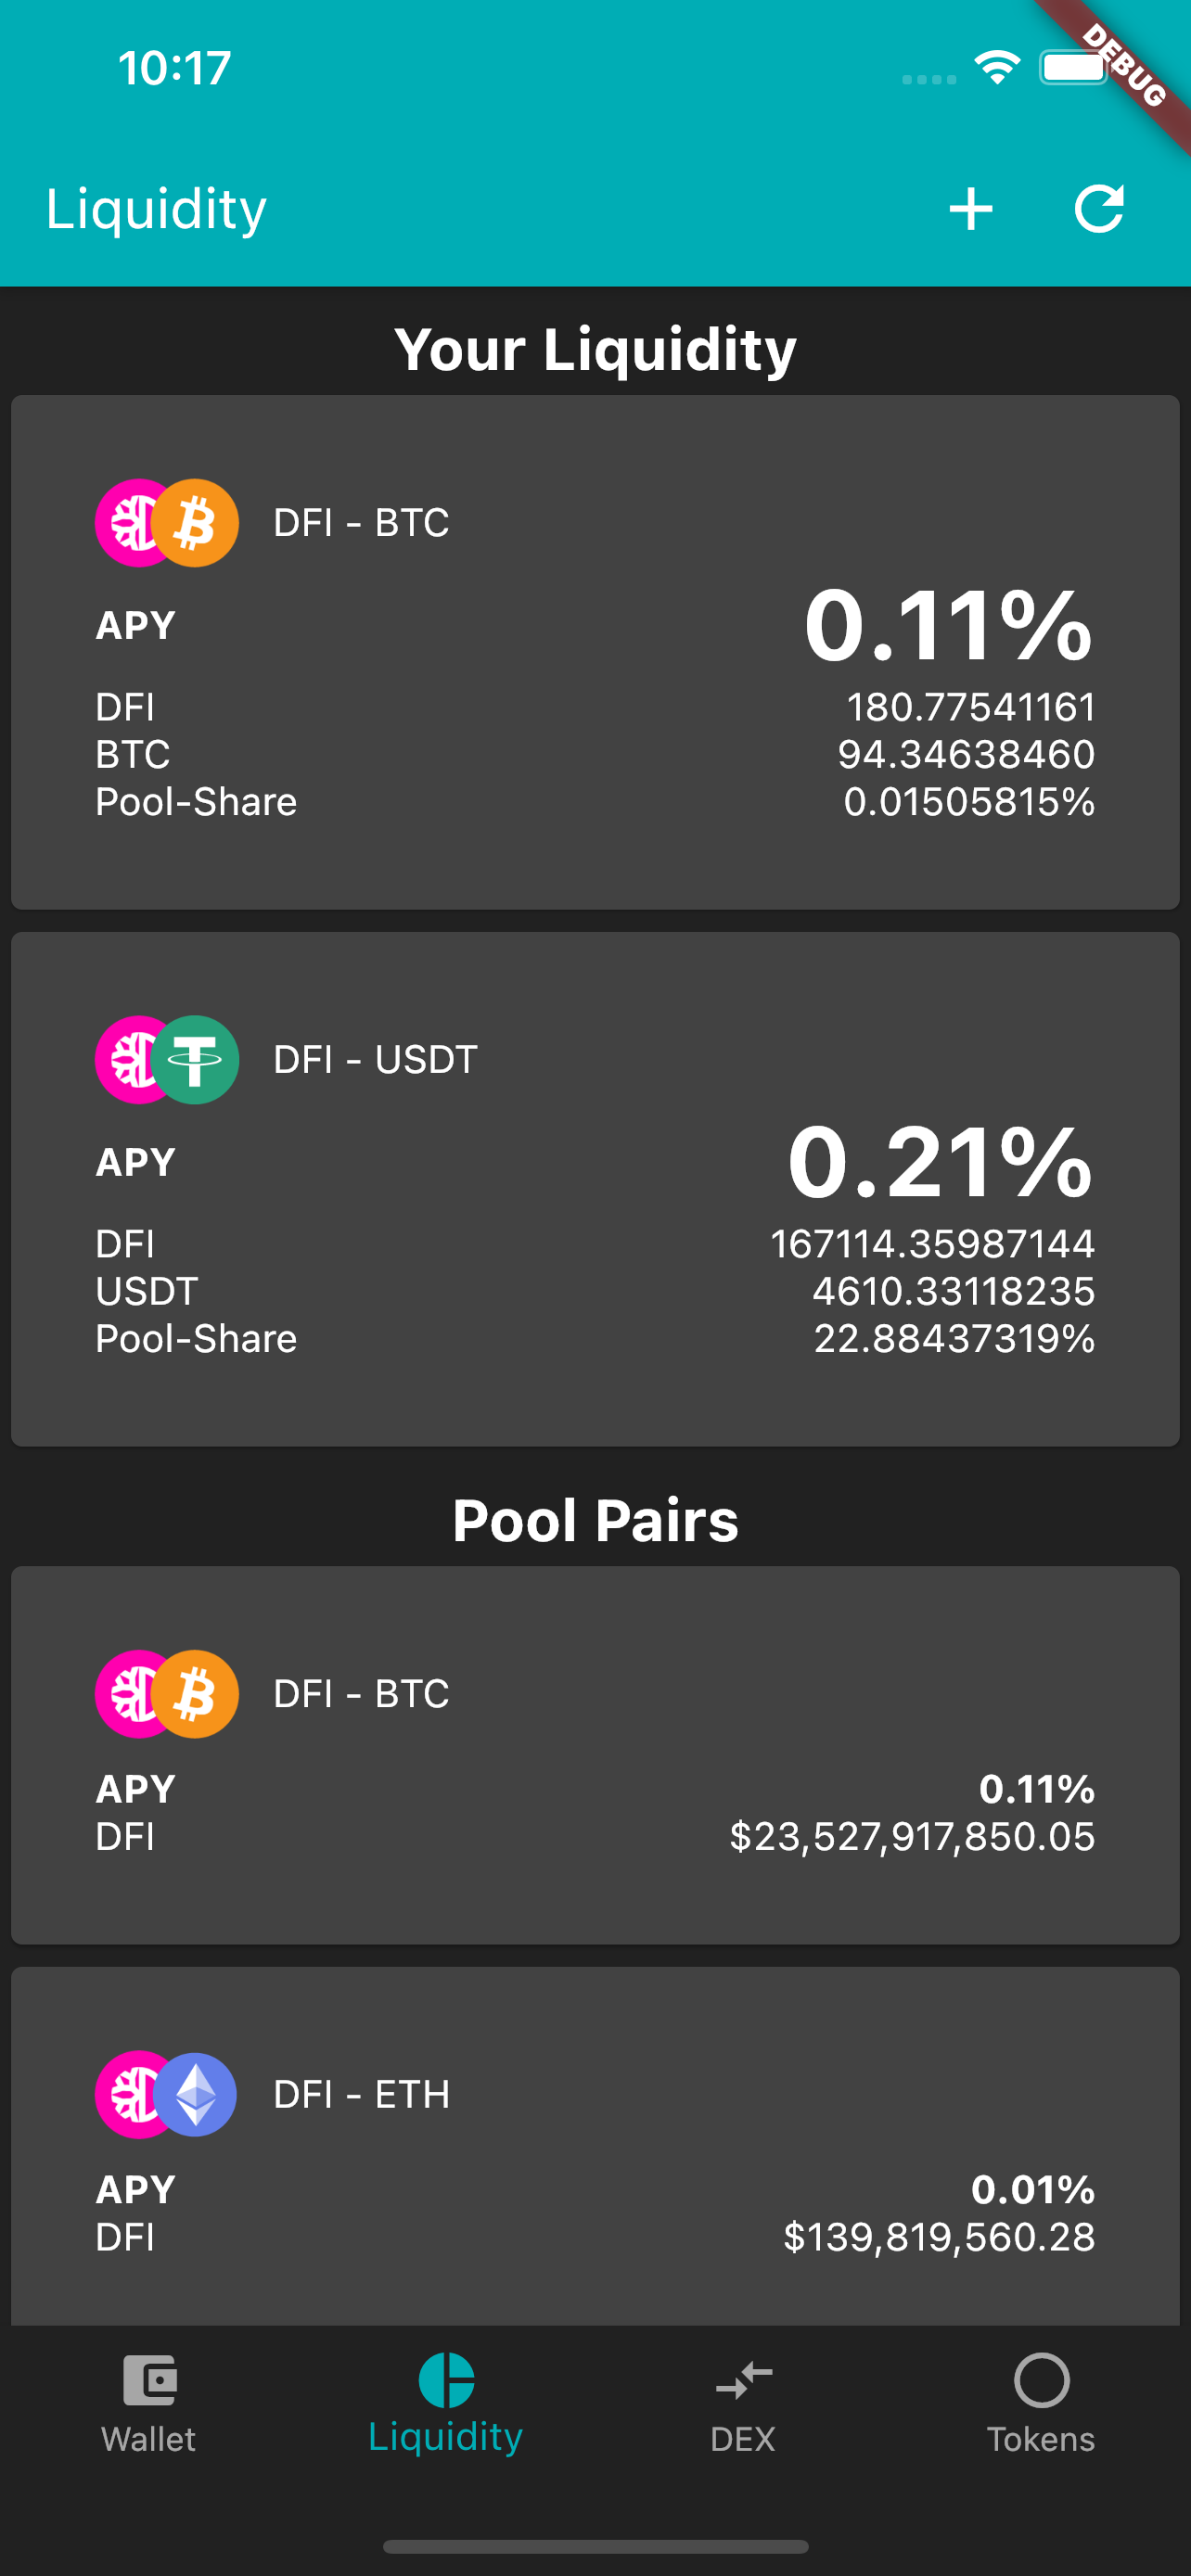 10:17
DEBUG
Liquidity
Your Liquidity
DFI - BTC
APY 0.11%
DFI 180.77541161
BTC 94.34638460
Pool-Share 0.01505815%
DFI - USDT
APY 0.21%
DFI 167114.35987144
USDT 4610.33118235
Pool-Share 22.88437319%
Pool Pairs
DFI - BTC
APY 0.11%
DFI $23,527,917,850.05
DFI - ETH
APY 0.01%
DFI $139,819,560.28
Wallet Liquidity DEX Tokens